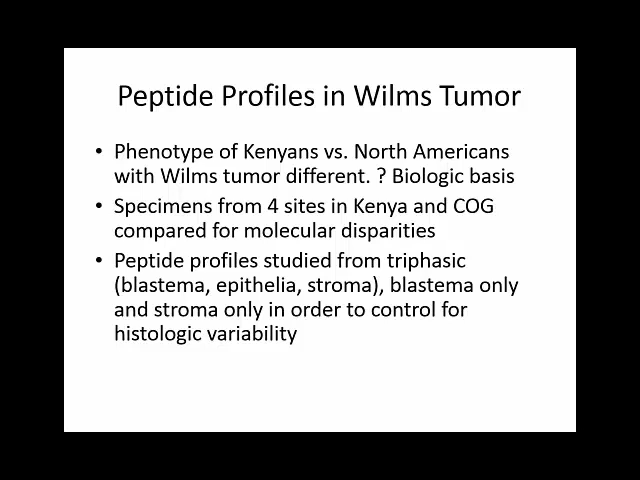 Peptide Profiles in Wilms Tumor
• Phenotype of Kenyans vs. North Americans
with Wilms tumor different. ? Biologic basis
• Specimens from 4 sites in Kenya and COG
compared for molecular disparities
• Peptide profiles studied from triphasic
(blastema, epithelia, stroma), blastema only
and stroma only in order to control for
histologic variability